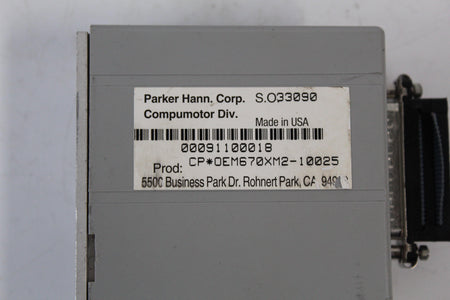 Parker Hann. Corp. S.O33090
Compumotor Div.
Made in USA
00091100018
Prod: CP*OEM670XM2-10025
5500 Business Park Dr. Rohnert Park, CA